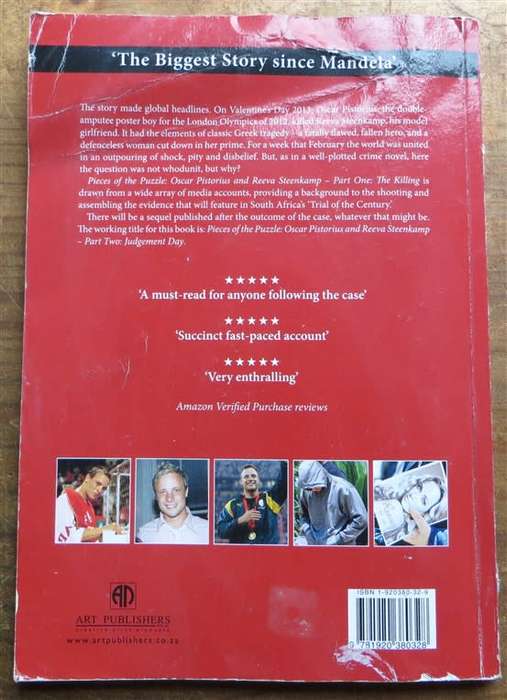 ‘The Biggest Story since Mandela’
The story made global headlines. On Valentine's Day 2013, Oscar Pistorius, the double-
amputee poster boy for the London Olympics of 2012, killed Reeva Steenkamp, his model
girlfriend. It had the elements of classic Greek tragedy – a fatally flawed, fallen hero, and a
defenceless woman cut down in her prime. For a week that February the world was united
in an outpouring of shock, pity and disbelief. But, as in a well-plotted crime novel, here
the question was not whodunit, but why?
Pieces of the Puzzle: Oscar Pistorius and Reeva Steenkamp – Part One: The Killing is
drawn from a wide array of media accounts, providing a background to the shooting and
assembling the evidence that will feature in South Africa's ‘Trial of the Century.’
There will be a sequel published after the outcome of the case, whatever that might be.
The working title for this book is: Pieces of the Puzzle: Oscar Pistorius and Reeva Steenkamp
– Part Two: Judgement Day.
★★★★★
‘A must-read for anyone following the case’
★★★★★
‘Succinct fast-paced account’
★★★★★
‘Very enthralling’
Amazon Verified Purchase reviews
AP
ART PUBLISHERS
www.artpublishers.co.za
ISBN 1-920380-32-9
9 781920 380328